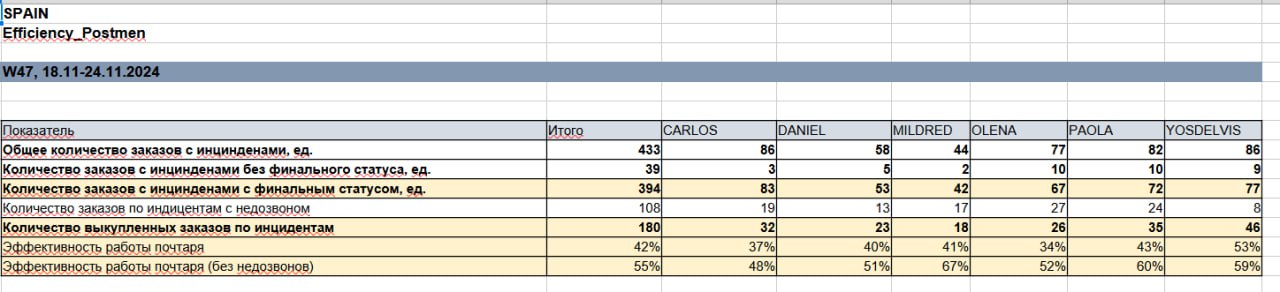 SPAIN
Efficiency_Postmen
W47, 18.11-24.11.2024
Показатель Итого CARLOS DANIEL MILDRED OLENA PAOLA YOSDELVIS
Общее количество заказов с инцинденами, ед. 433 86 58 44 77 82 86
Количество заказов с инцинденами без финального статуса, ед. 39 3 5 2 10 10 9
Количество заказов с инцинденами с финальным статусом, ед. 394 83 53 42 67 72 77
Количество заказов по индицентам с недозвоном 108 19 13 17 27 24 8
Количество выкупленных заказов по инцидентам 180 32 23 18 26 35 46
Эффективность работы почтаря 42% 37% 40% 41% 34% 43% 53%
Эффективность работы почтаря (без недозвонов) 55% 48% 51% 67% 52% 60% 59%